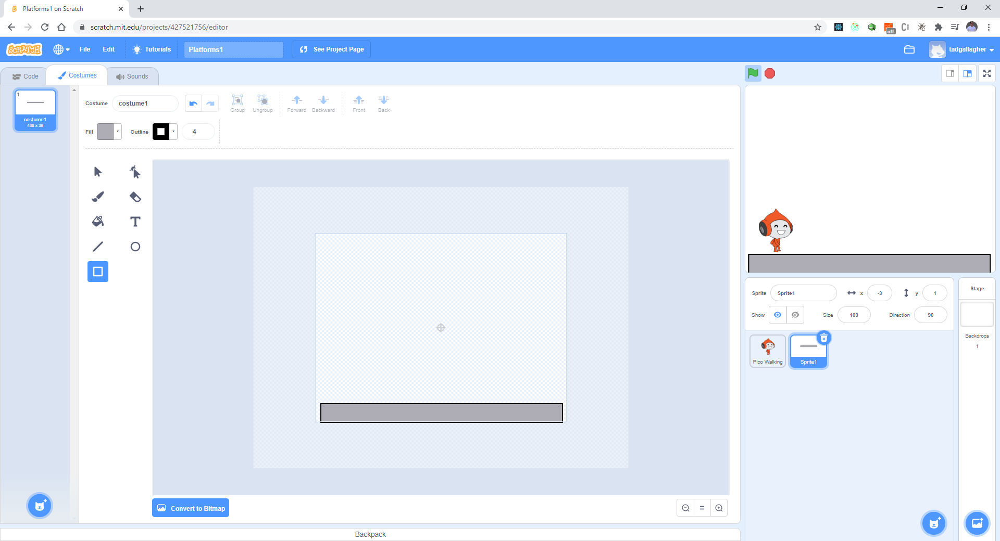 Platforms1 on Scratch
scratch.mit.edu/projects/427521756/editor
off
SCRATCH
File
Edit
Tutorials
Platforms1
See Project Page
tadgallagher
Code
Costumes
Sounds
1
costume1
466 x 38
Costume
costume1
Group
Ungroup
Forward
Backward
Front
Back
Fill
Outline
4
T
Convert to Bitmap
=
Backpack
Sprite
Sprite1
x
-3
y
1
Show
Size
100
Direction
90
Pico Walking
Sprite1
Stage
Backdrops
1